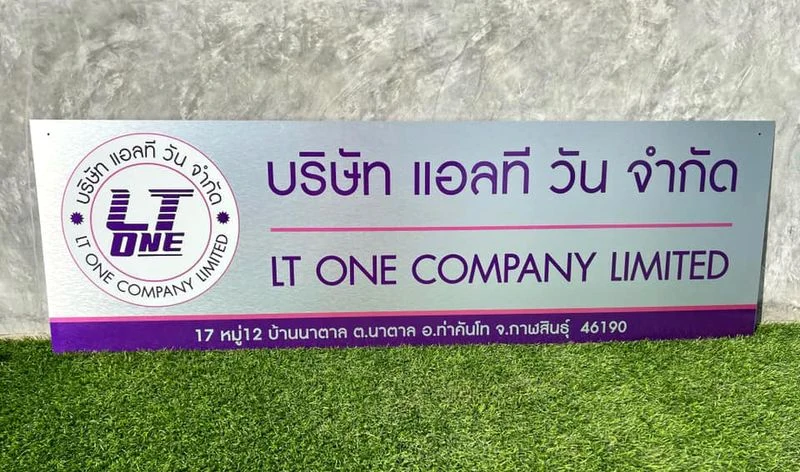 บริษัท แอลที วัน จำกัด
LT
ONE
LT ONE COMPANY LIMITED
บริษัท แอลที วัน จำกัด
LT ONE COMPANY LIMITED
17 หมู่12 บ้านนาตาล ต.นาตาล อ.ท่าคันโท จ.กาฬสินธุ์ 46190